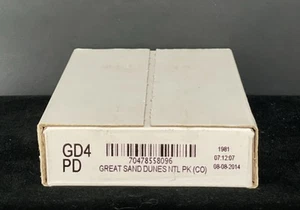 GD4
PD
70478558096
GREAT SAND DUNES NTL PK (CO)
1981
07:12:07
08-08-2014